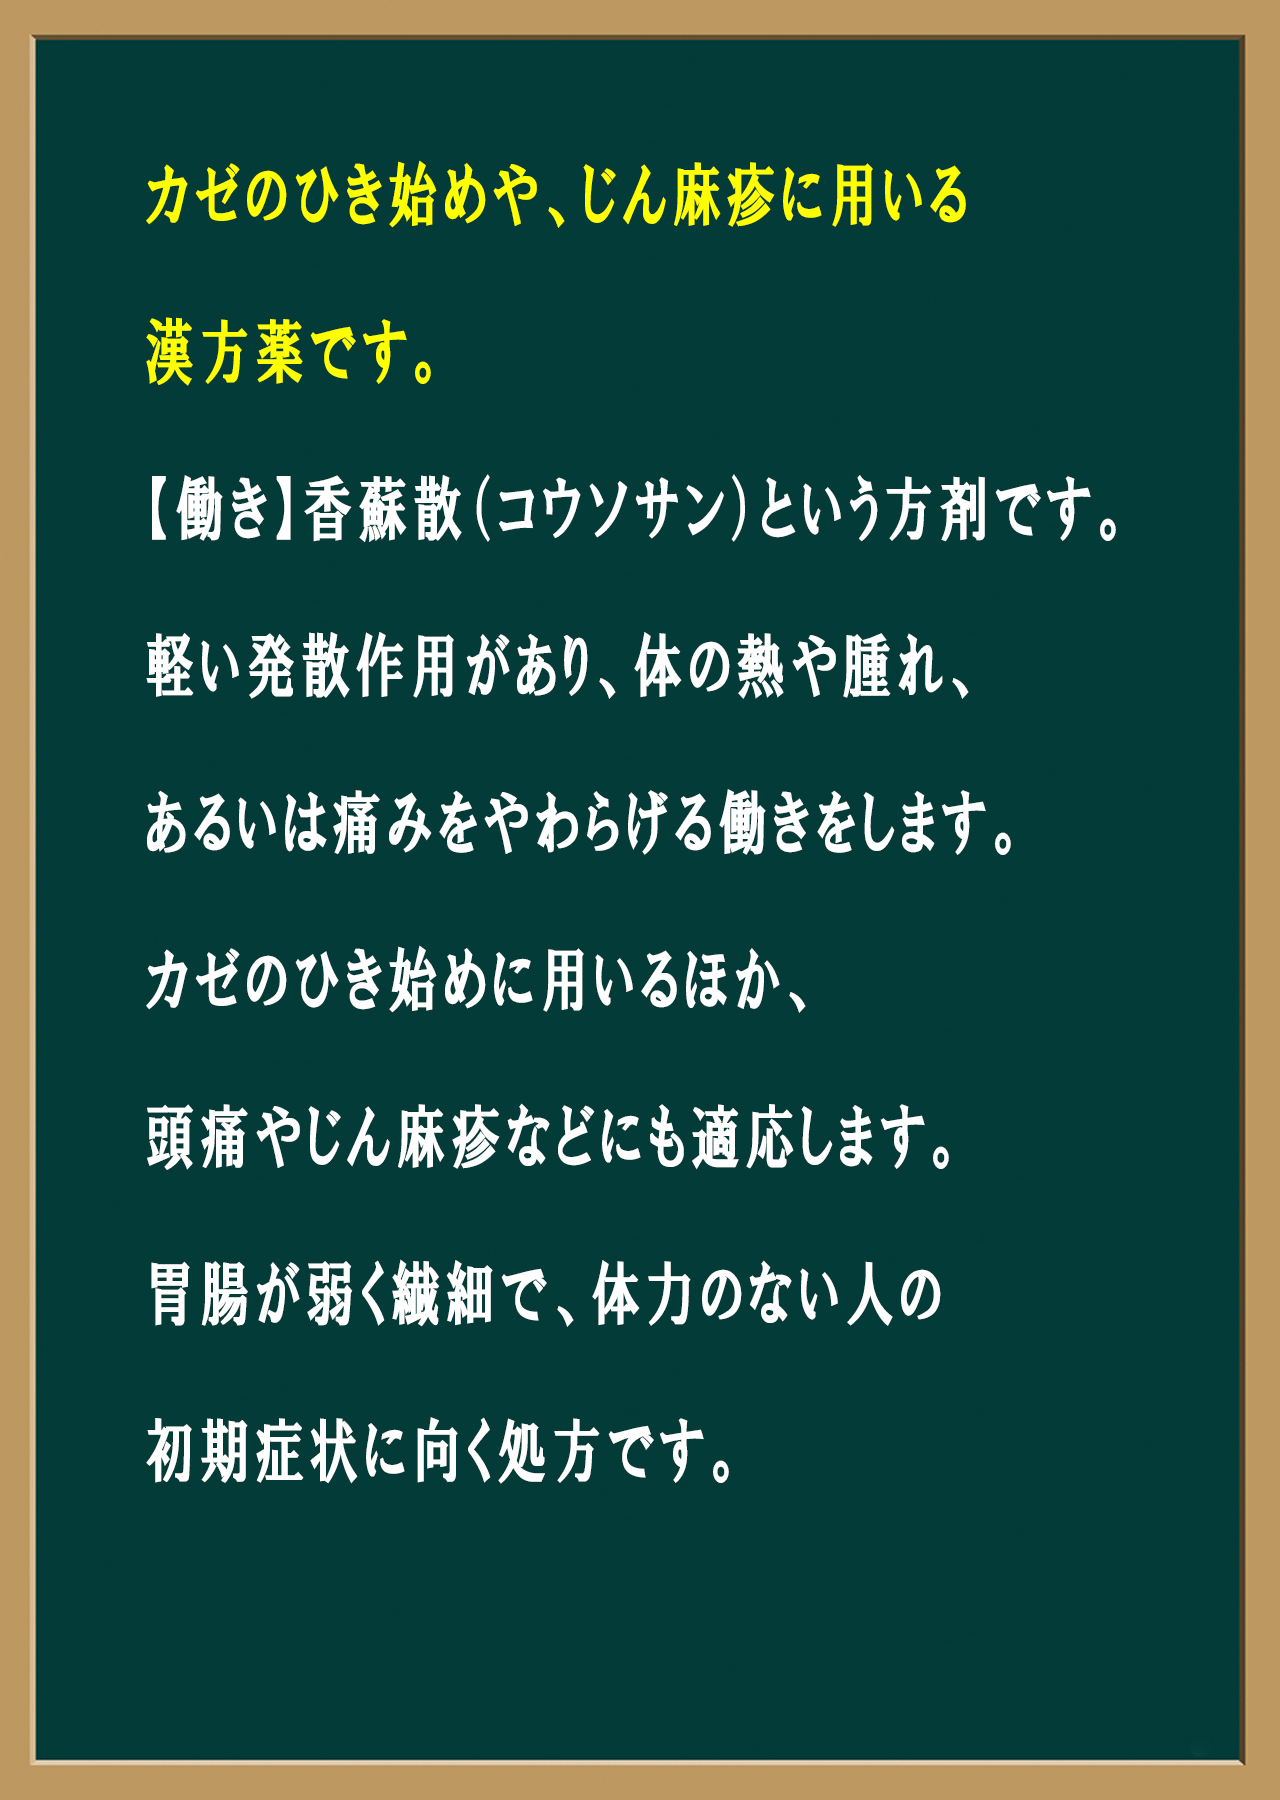 カゼのひき始めや、じん麻疹に用いる
漢方薬です。
【働き】香蘇散（コウソサン）という方剤です。
軽い発散作用があり、体の熱や腫れ、
あるいは痛みをやわらげる働きをします。
カゼのひき始めに用いるほか、
頭痛やじん麻疹などにも適応します。
胃腸が弱く繊細で、体力のない人の
初期症状に向く処方です。